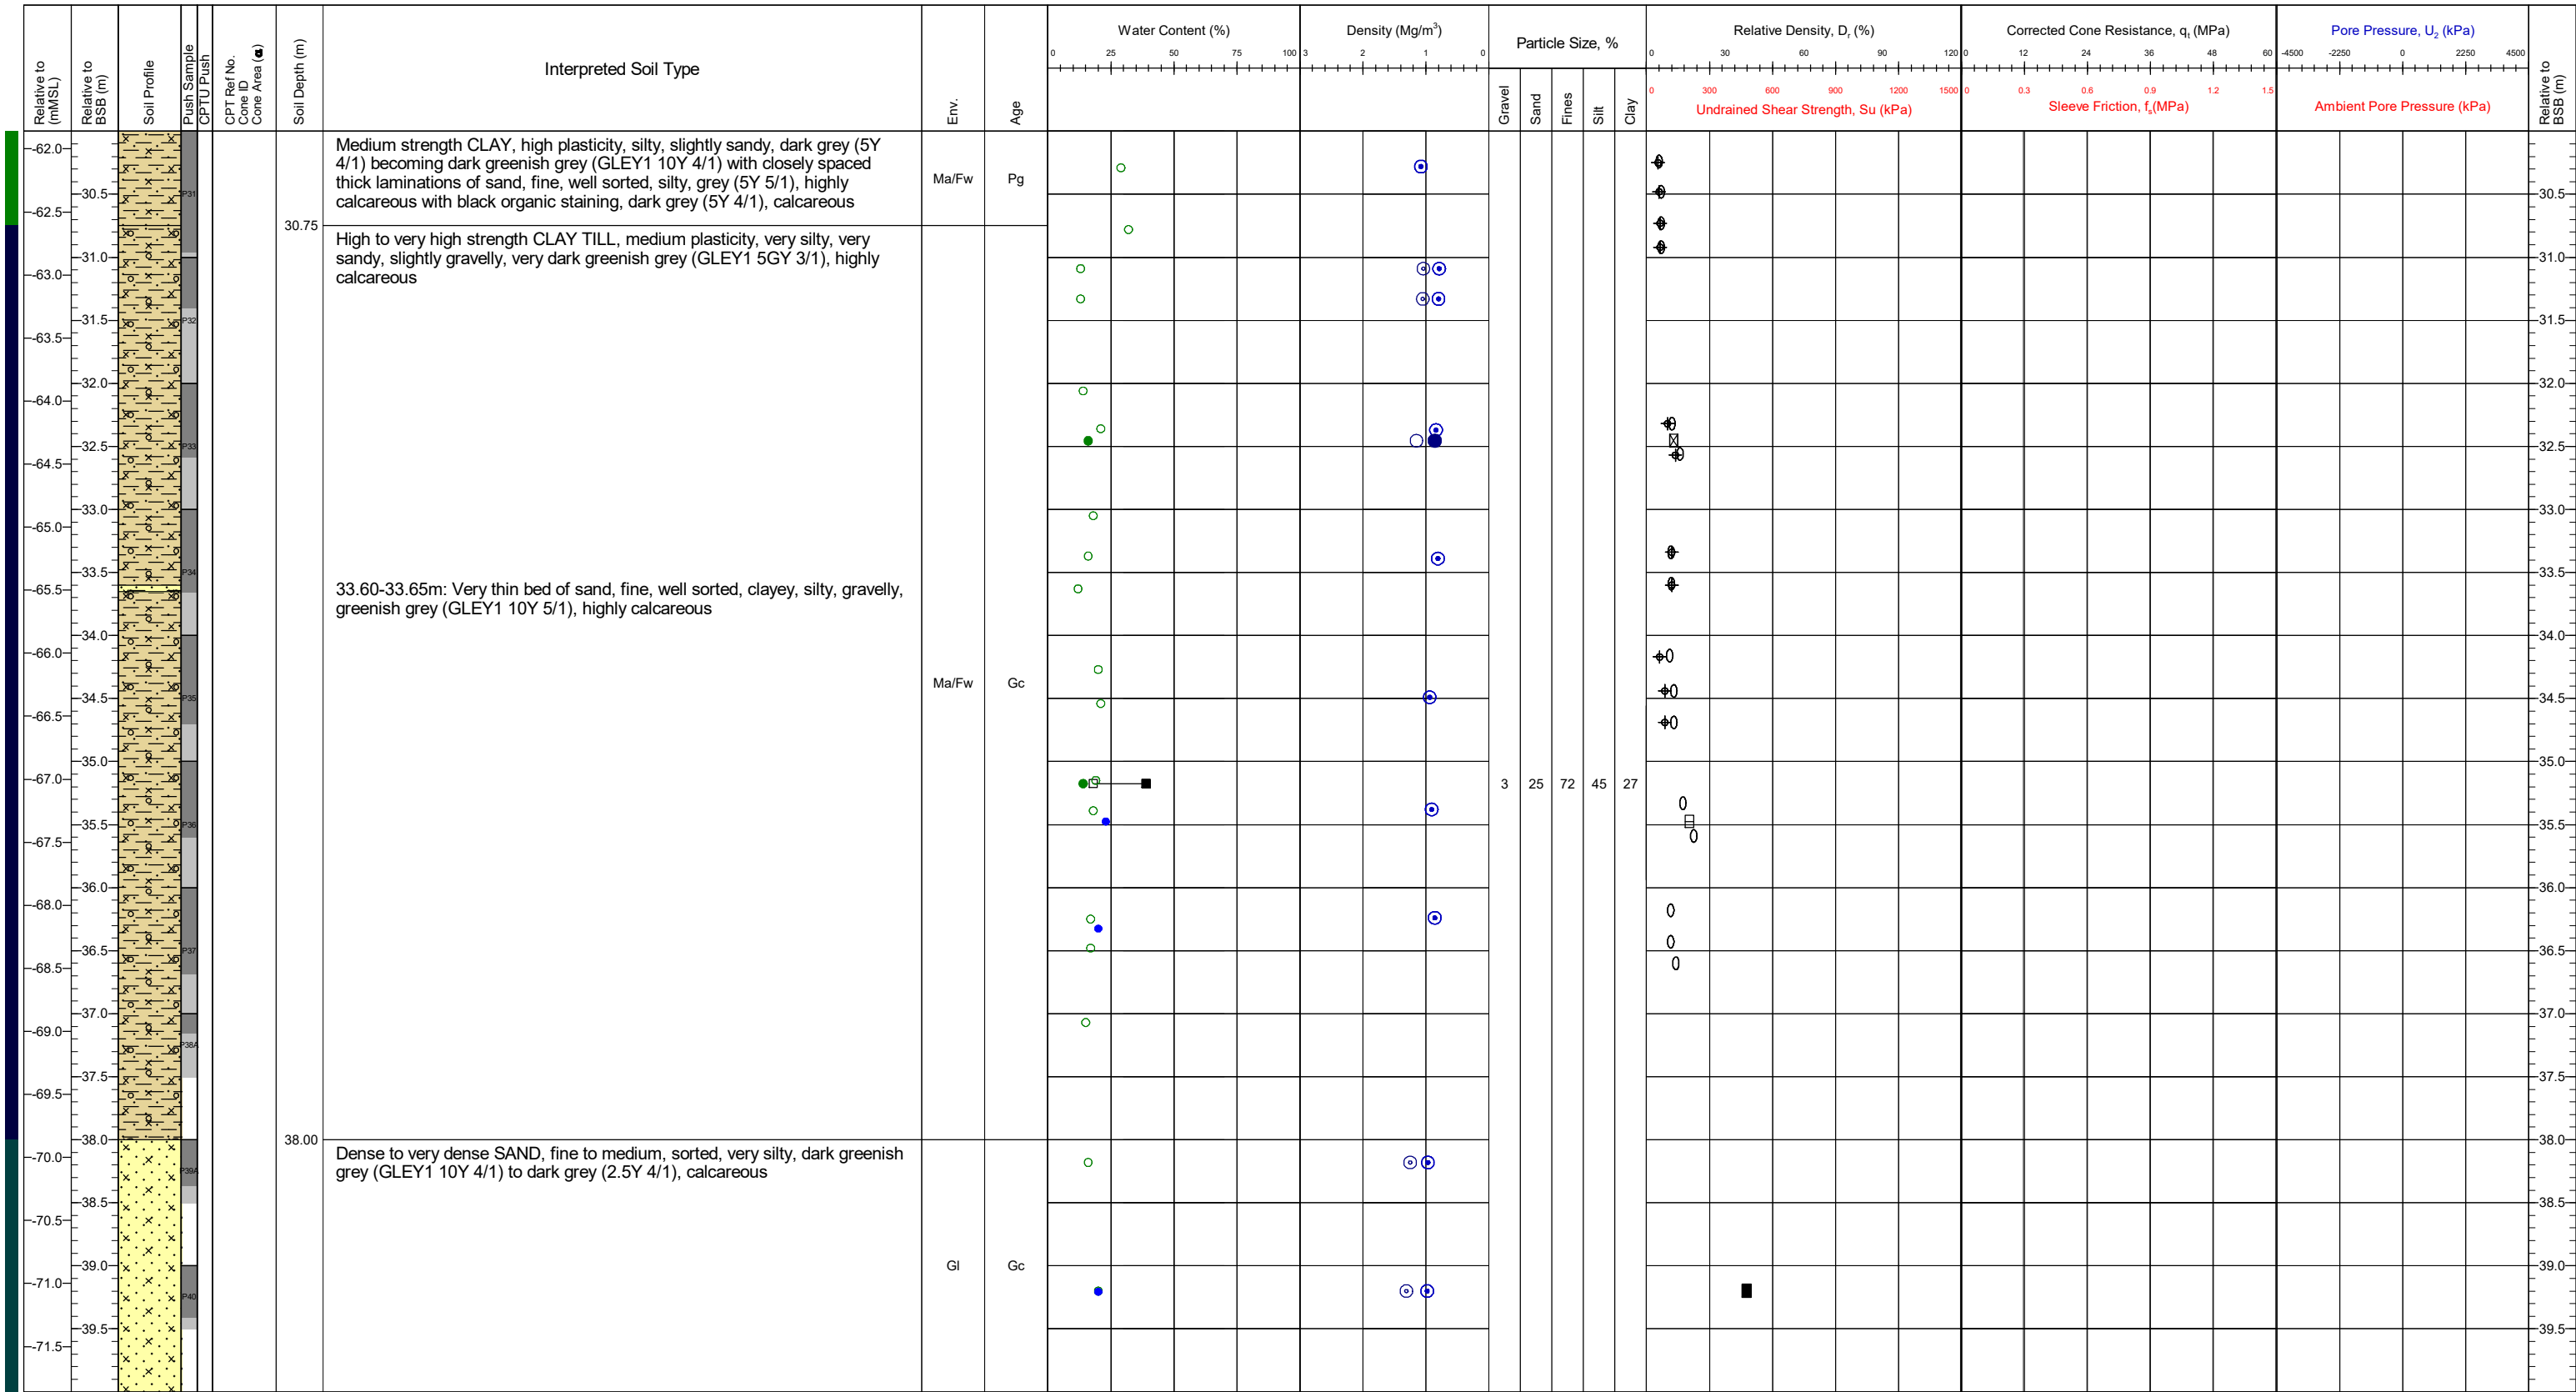 Relative to
(mMSL)
Relative to
BSB (m)
Soil Profile
Push Sample
CPTU Push
CPT Ref No.
Cone ID
Cone Area (α)
Soil Depth (m)
Interpreted Soil Type
Env.
Age
Water Content (%)
0 25 50 75 100
Density (Mg/m³)
3 2 1 0
Particle Size, %
Gravel
Sand
Fines
Silt
Clay
Relative Density, Dr (%)
0 30 60 90 120
0 300 600 900 1200 1500
Undrained Shear Strength, Su (kPa)
Corrected Cone Resistance, qt (MPa)
0 12 24 36 48 60
0 0.3 0.6 0.9 1.2 1.5
Sleeve Friction, fs(MPa)
Pore Pressure, U2 (kPa)
-4500 -2250 0 2250 4500
Ambient Pore Pressure (kPa)
Relative to
BSB (m)
-62.0
-62.5
-63.0
-63.5
-64.0
-64.5
-65.0
-65.5
-66.0
-66.5
-67.0
-67.5
-68.0
-68.5
-69.0
-69.5
-70.0
-70.5
-71.0
-71.5
-30.5
-31.0
-31.5
-32.0
-32.5
-33.0
-33.5
-34.0
-34.5
-35.0
-35.5
-36.0
-36.5
-37.0
-37.5
-38.0
-38.5
-39.0
-39.5
P31
P32
P33
P34
P35
P36
P37
P38A
P39A
P40
30.75
38.00
Medium strength CLAY, high plasticity, silty, slightly sandy, dark grey (5Y
4/1) becoming dark greenish grey (GLEY1 10Y 4/1) with closely spaced
thick laminations of sand, fine, well sorted, silty, grey (5Y 5/1), highly
calcareous with black organic staining, dark grey (5Y 4/1), calcareous
Ma/Fw
Pg
High to very high strength CLAY TILL, medium plasticity, very silty, very
sandy, slightly gravelly, very dark greenish grey (GLEY1 5GY 3/1), highly
calcareous
33.60-33.65m: Very thin bed of sand, fine, well sorted, clayey, silty, gravelly,
greenish grey (GLEY1 10Y 5/1), highly calcareous
Ma/Fw
Gc
3 25 72 45 27
Dense to very dense SAND, fine to medium, sorted, very silty, dark greenish
grey (GLEY1 10Y 4/1) to dark grey (2.5Y 4/1), calcareous
Gl
Gc
-30.5
-31.0
-31.5
-32.0
-32.5
-33.0
-33.5
-34.0
-34.5
-35.0
-35.5
-36.0
-36.5
-37.0
-37.5
-38.0
-38.5
-39.0
-39.5